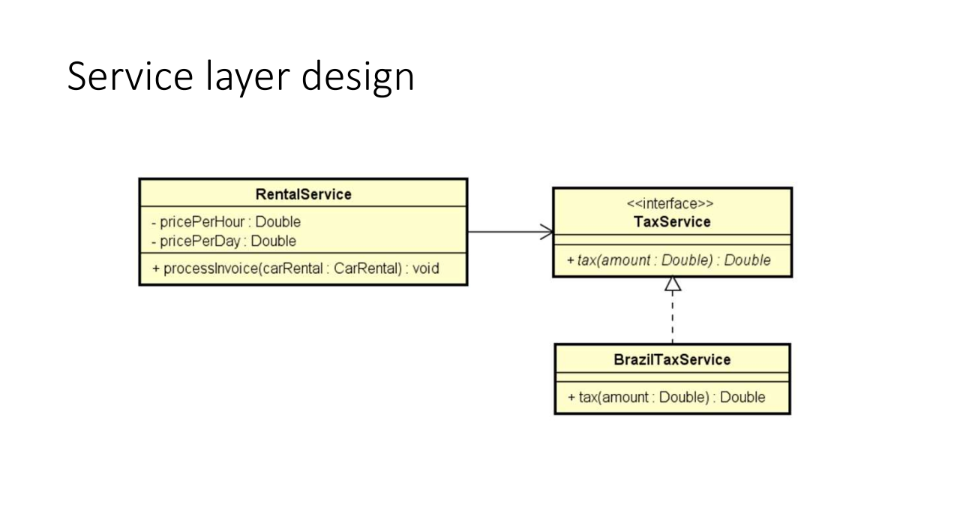 Service layer design
RentalService
- pricePerHour : Double
- pricePerDay : Double
+ processInvoice(carRental : CarRental) : void
<<interface>>
TaxService
+ tax(amount : Double) : Double
BrazilTaxService
+ tax(amount : Double) : Double